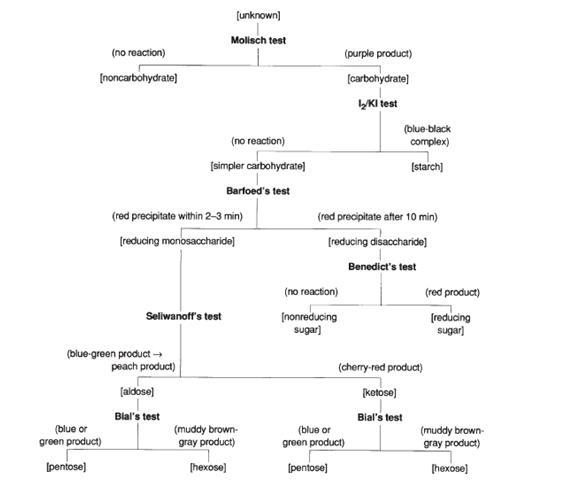 [unknown]
Molisch test
(no reaction)
(purple product)
[noncarbohydrate]
[carbohydrate]
I2/KI test
(no reaction)
(blue-black
complex)
[simpler carbohydrate]
[starch]
Barfoed's test
(red precipitate within 2–3 min)
(red precipitate after 10 min)
[reducing monosaccharide]
[reducing disaccharide]
Benedict's test
(no reaction)
(red product)
[nonreducing
sugar]
[reducing
sugar]
Seliwanoff's test
(blue-green product →
peach product)
(cherry-red product)
[aldose]
[ketose]
Bial's test
Bial's test
(blue or
green product)
(muddy brown-
gray product)
(blue or
green product)
(muddy brown-
gray product)
[pentose]
[hexose]
[pentose]
[hexose]